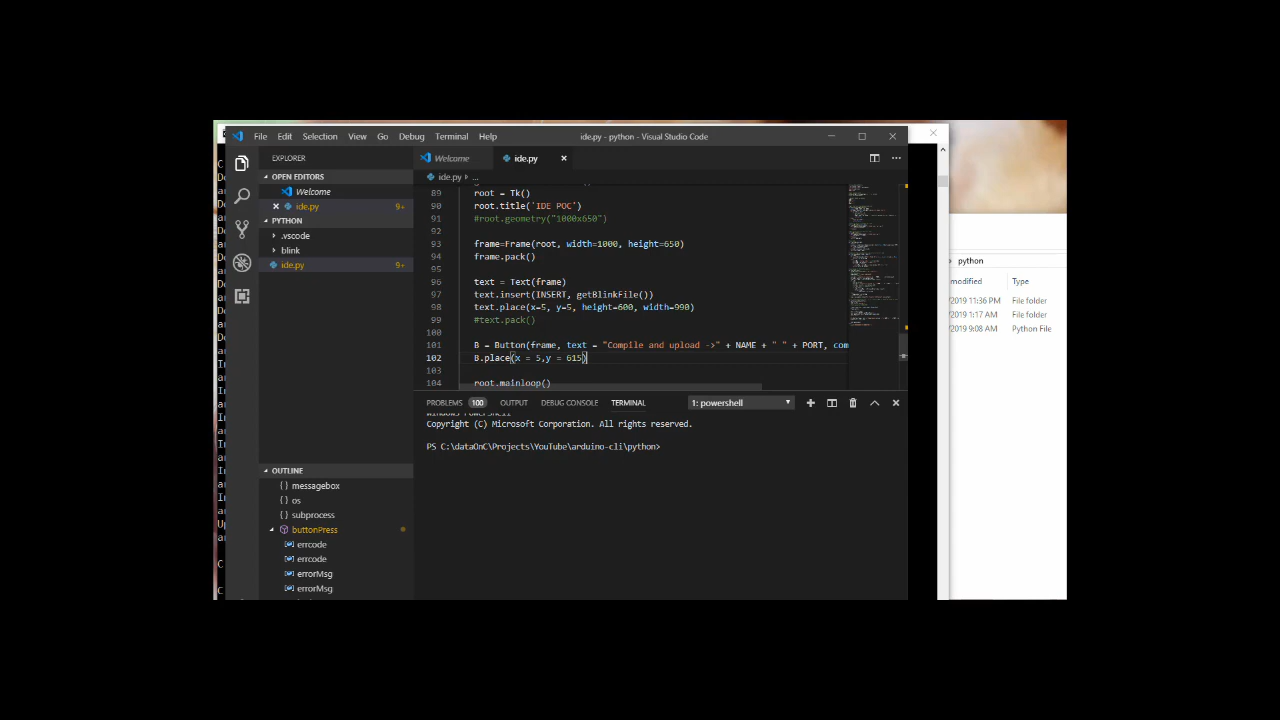 File Edit Selection View Go Debug Terminal Help
ide.py - python - Visual Studio Code
EXPLORER
OPEN EDITORS
Welcome
ide.py 9+
PYTHON
.vscode
blink
ide.py 9+
OUTLINE
messagebox
os
subprocess
buttonPress
errcode
errcode
errorMsg
errorMsg
Welcome ide.py
ide.py ...
89 root = Tk()
90 root.title('IDE POC')
91 #root.geometry("1000x650")
92
93 frame=Frame(root, width=1000, height=650)
94 frame.pack()
95
96 text = Text(frame)
97 text.insert(INSERT, getBlinkFile())
98 text.place(x=5, y=5, height=600, width=990)
99 #text.pack()
100
101 B = Button(frame, text = "Compile and upload ->" + NAME + " " + PORT, com
102 B.place(x = 5,y = 615)
103
104 root.mainloop()
PROBLEMS 100 OUTPUT DEBUG CONSOLE TERMINAL 1: powershell
Windows PowerShell
Copyright (C) Microsoft Corporation. All rights reserved.
PS C:\dataOnC\Projects\YouTube\arduino-cli\python>
python
modified Type
/2019 11:36 PM File folder
/2019 1:17 AM File folder
/2019 9:08 AM Python File